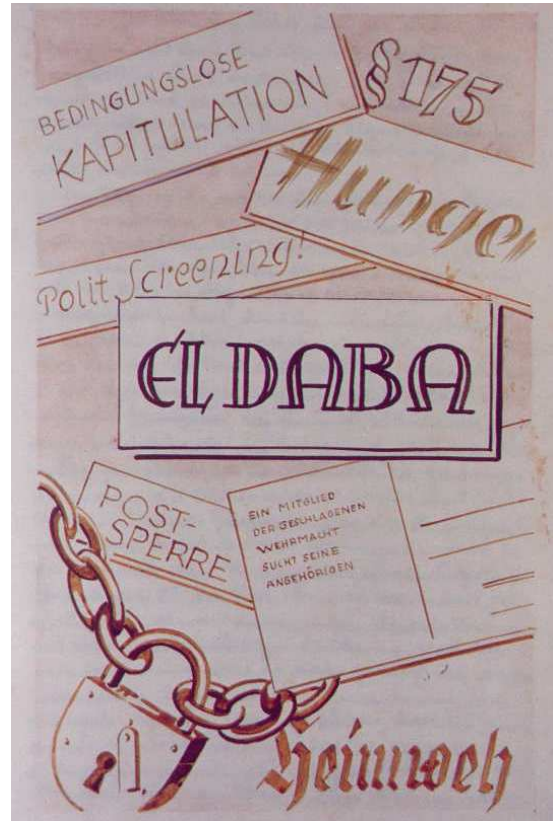 BEDINGUNGSLOSE
KAPITULATION
§ 175
Hunger
Polit Screening!
EL DABA
POST-
SPERRE
EIN MITGLIED
DER GESCHLAGENEN
WEHRMACHT
SUCHT SEINE
ANGEHÖRIGEN
Heimweh